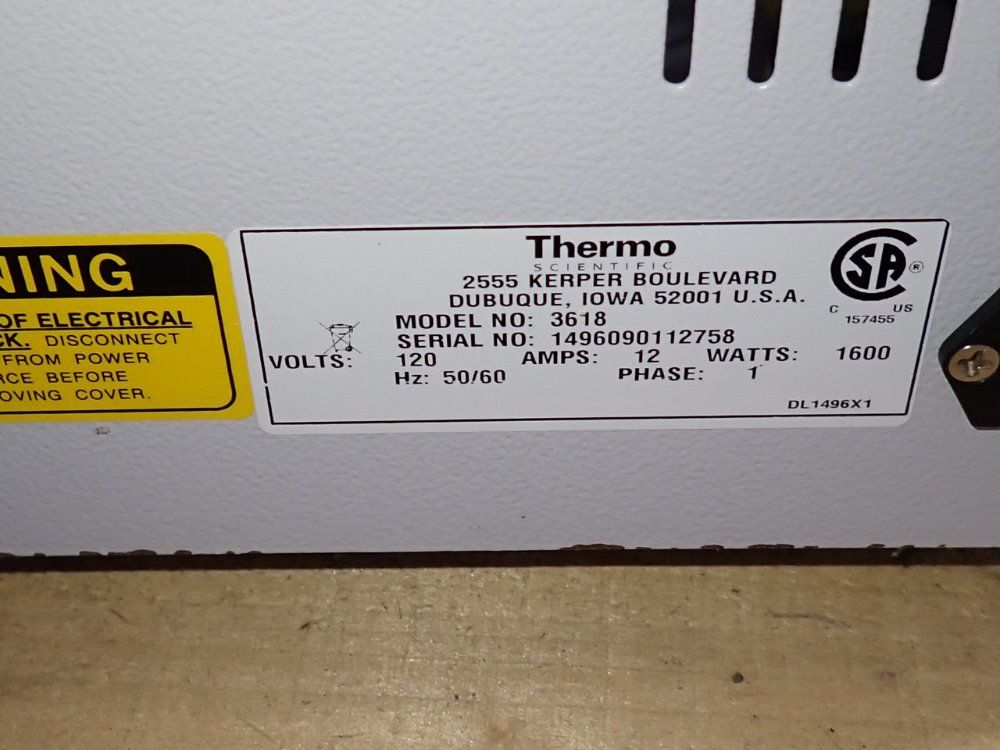 NING
OF ELECTRICAL
CK. DISCONNECT
FROM POWER
RCE BEFORE
OVING COVER.
Thermo
SCIENTIFIC
2555 KERPER BOULEVARD
DUBUQUE, IOWA 52001 U.S.A.
MODEL NO: 3618
SERIAL NO: 1496090112758
VOLTS: 120 AMPS: 12 WATTS: 1600
Hz: 50/60 PHASE: 1
DL1496X1
SA ®
C US
157455